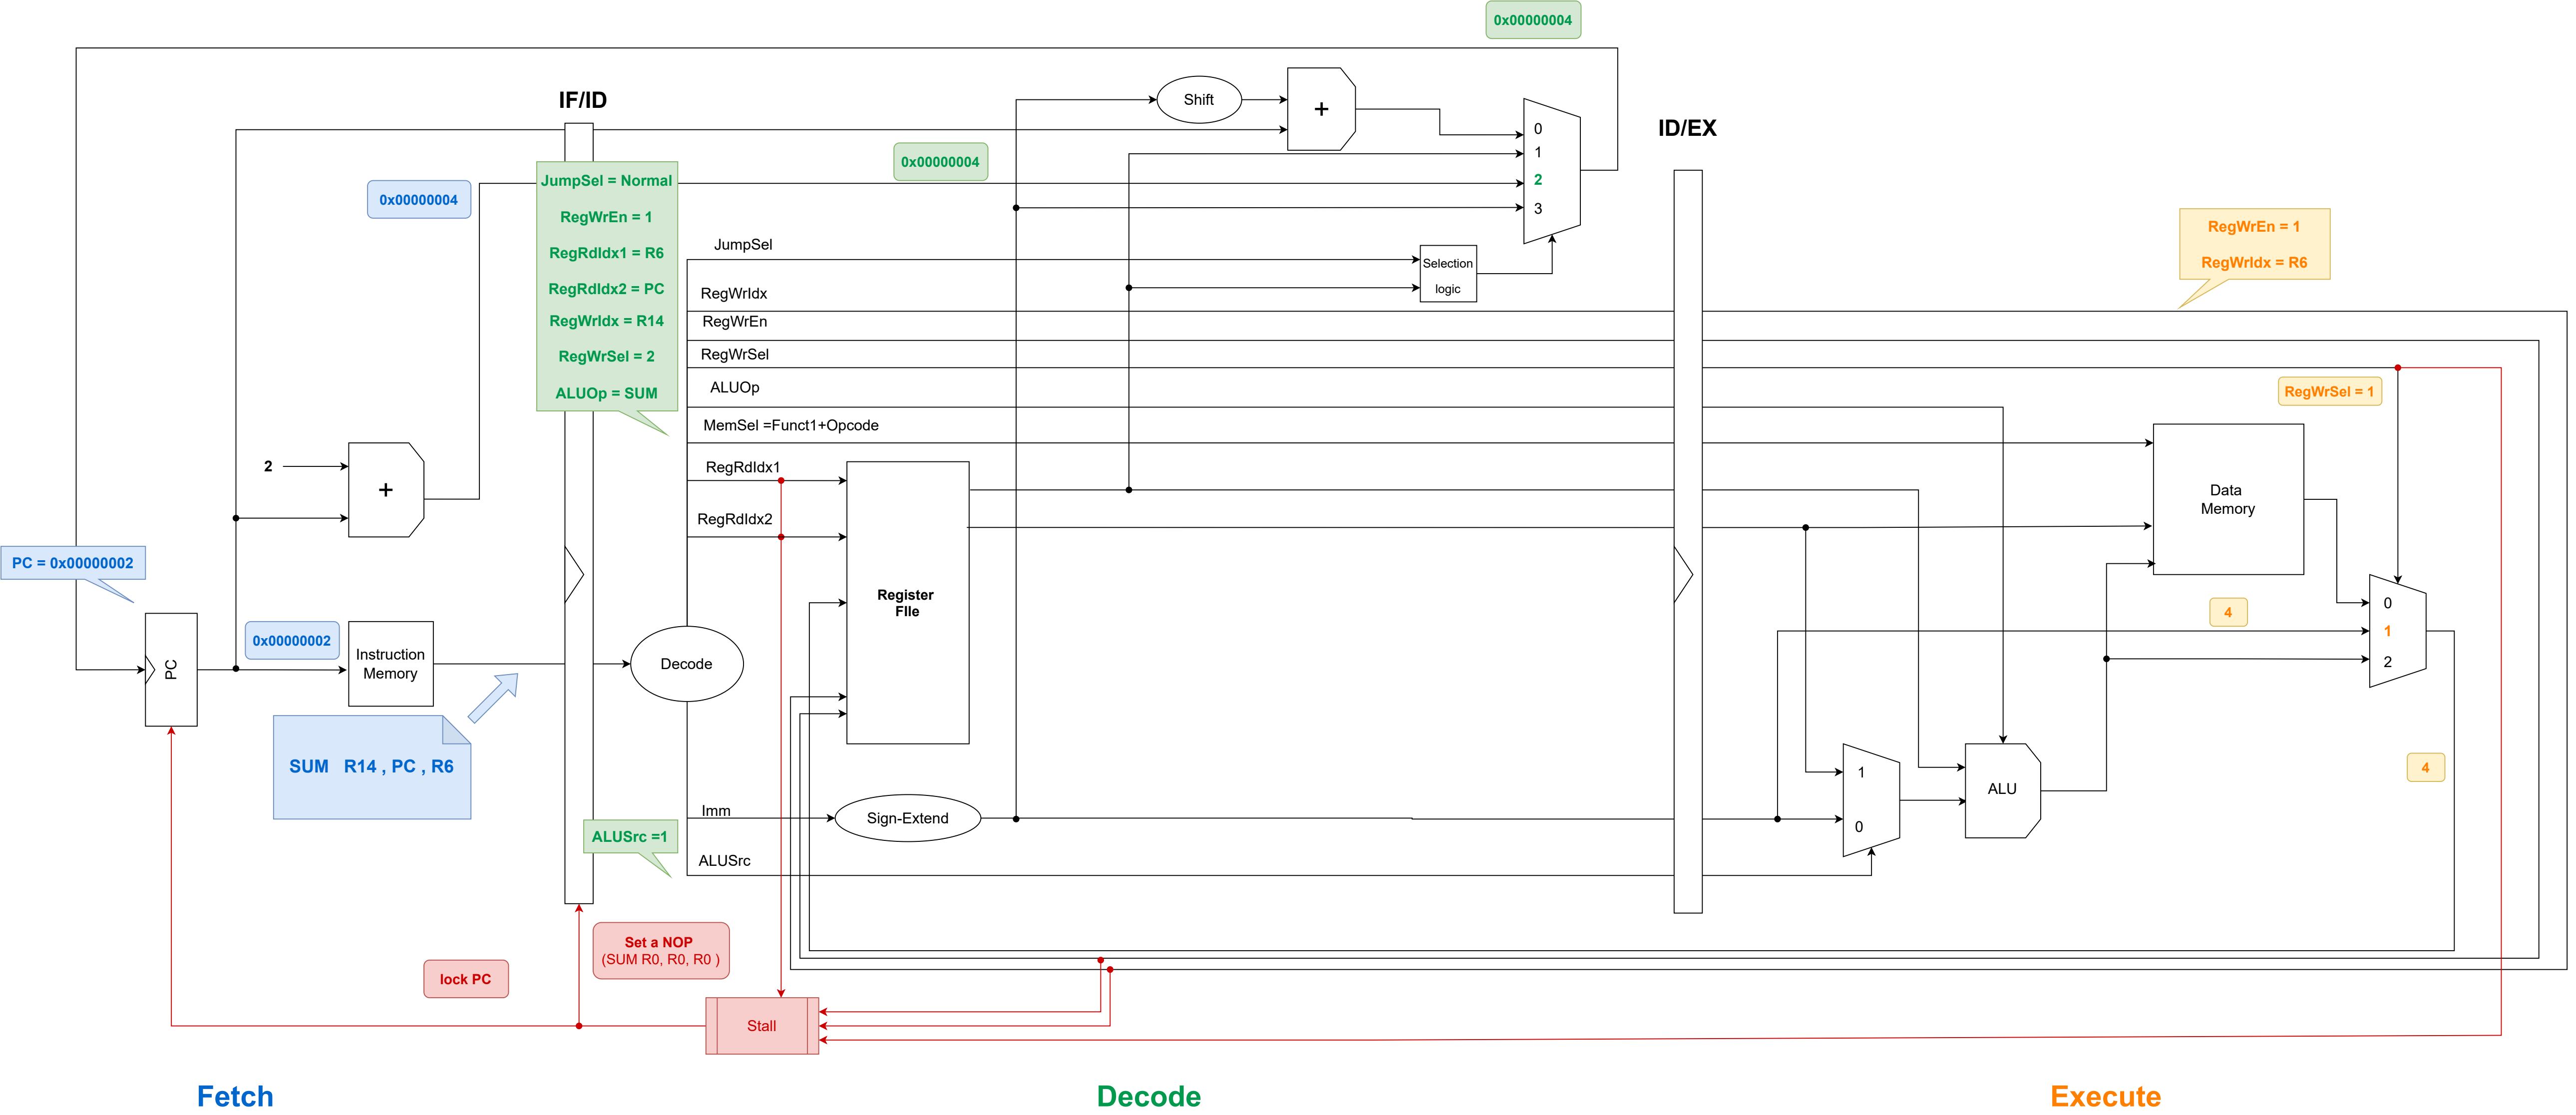 0x00000004
IF/ID
Shift
+
0
ID/EX
0x00000004
1
JumpSel = Normal
2
0x00000004
3
RegWrEn = 1
RegWrEn = 1
JumpSel
RegRdIdx1 = R6
Selection
logic
RegWrIdx = R6
RegRdIdx2 = PC
RegWrIdx
RegWrIdx = R14
RegWrEn
RegWrSel = 2
RegWrSel
ALUOp = SUM
ALUOp
RegWrSel = 1
MemSel =Funct1+Opcode
2
RegRdIdx1
+
Data
Memory
RegRdIdx2
PC = 0x00000002
Register
FIle
0
4
1
2
0x00000002
PC
Instruction
Memory
Decode
SUM R14 , PC , R6
1
4
ALU
Imm
Sign-Extend
0
ALUSrc =1
ALUSrc
Set a NOP
(SUM R0, R0, R0 )
lock PC
Stall
Fetch
Decode
Execute